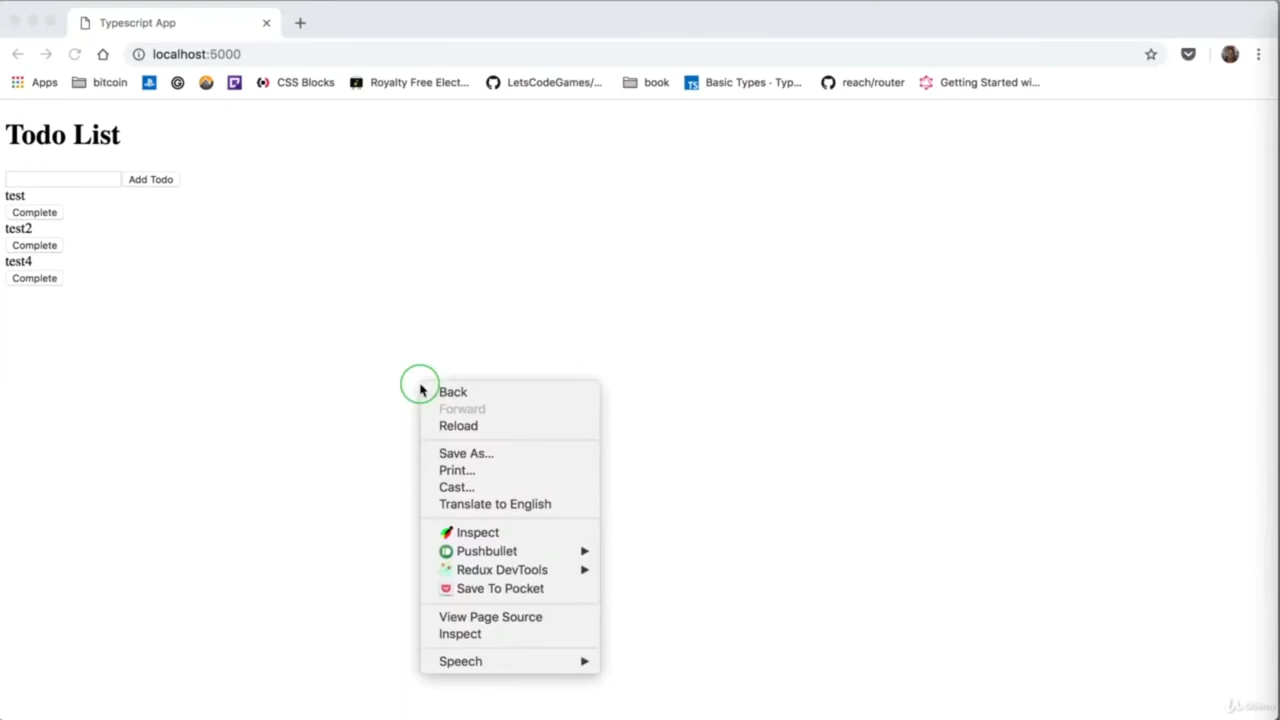 Typescript App
localhost:5000
Apps bitcoin CSS Blocks Royalty Free Elect... LetsCodeGames/... book Basic Types - Typ... reach/router Getting Started wi...
Todo List
Add Todo
test
Complete
test2
Complete
test4
Complete
Back
Forward
Reload
Save As...
Print...
Cast...
Translate to English
Inspect
Pushbullet
Redux DevTools
Save To Pocket
View Page Source
Inspect
Speech